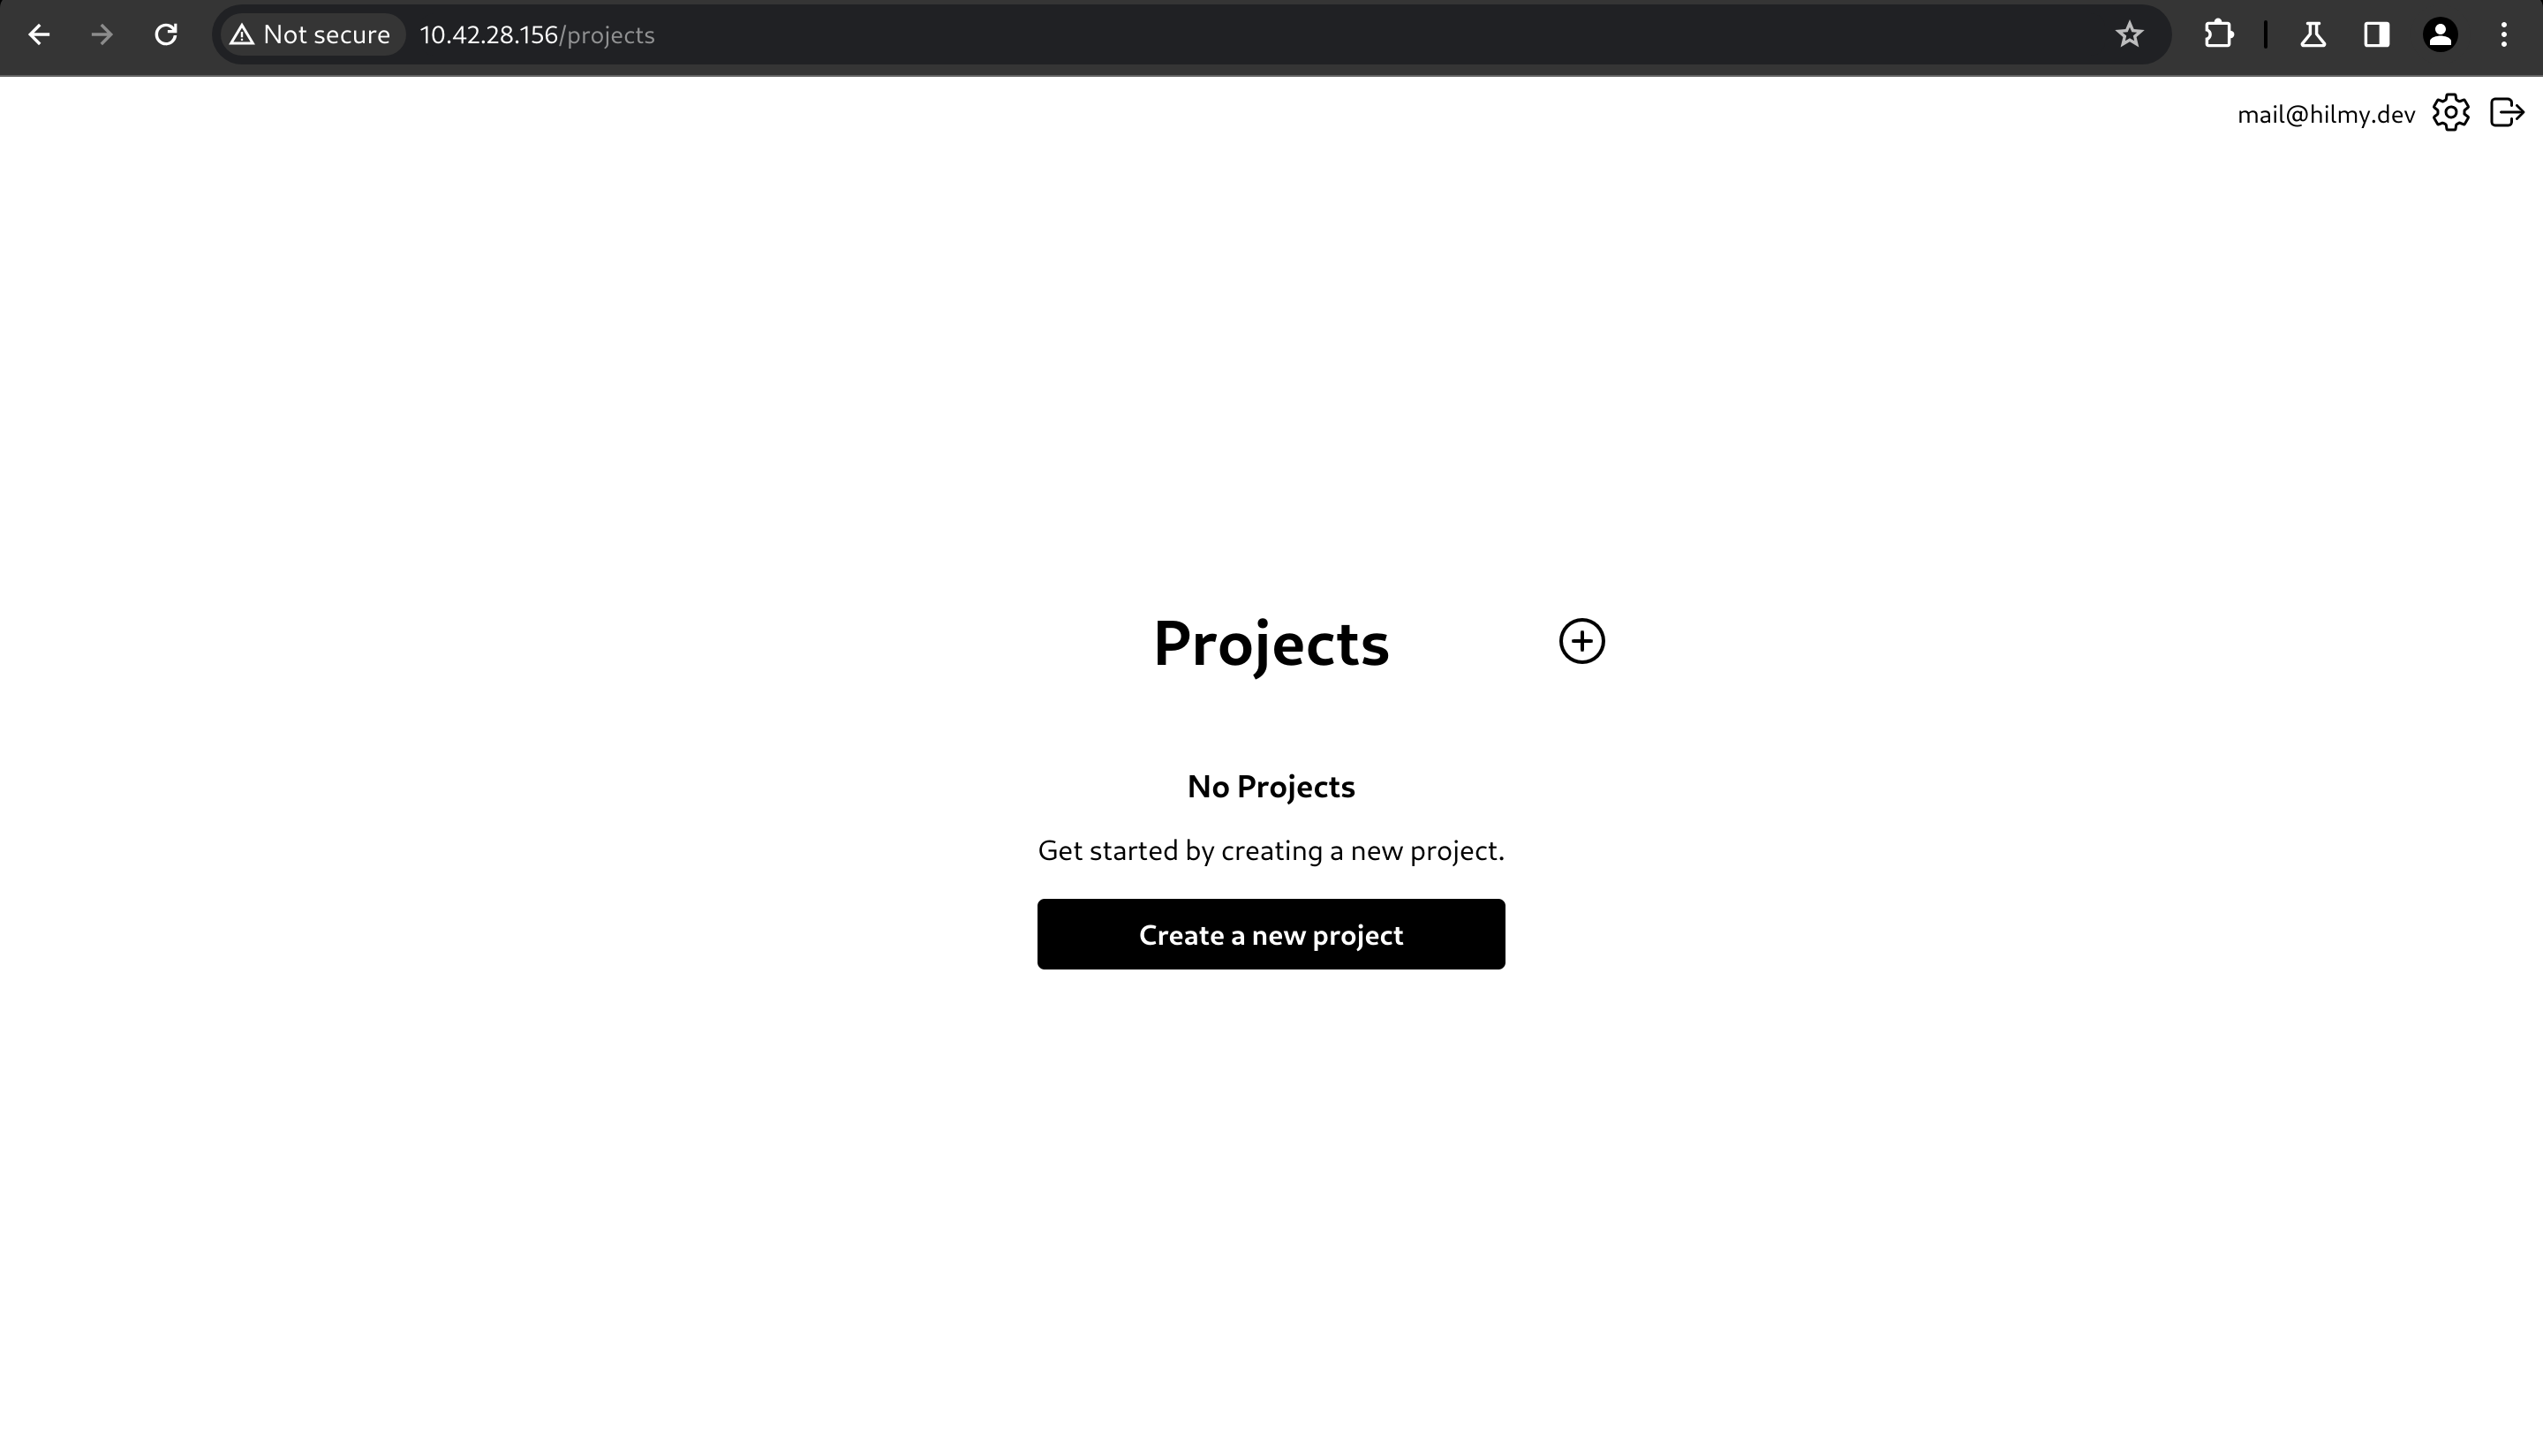 Not secure 10.42.28.156/projects
mail@hilmy.dev
Projects
No Projects
Get started by creating a new project.
Create a new project